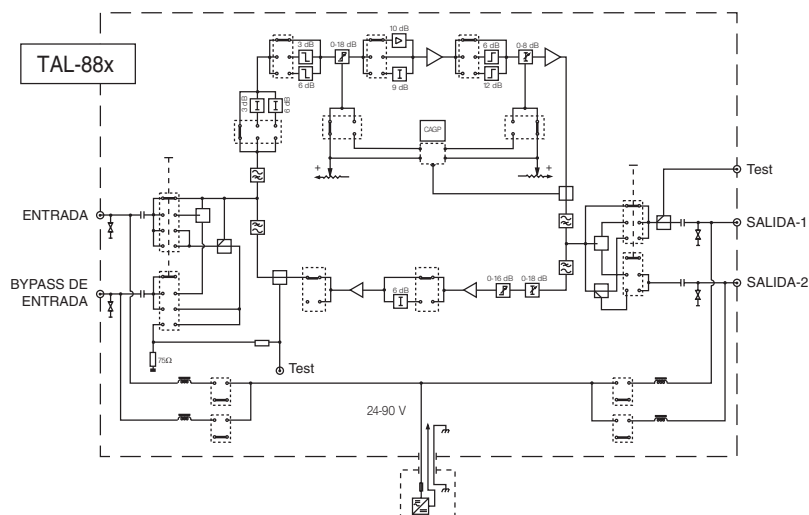 TAL-88x
10 dB
3 dB
0-18 dB
6 dB
0-8 dB
6 dB
9 dB
12 dB
3 dB
6 dB
CAGP
+
+
Test
ENTRADA
SALIDA-1
BYPASS DE
ENTRADA
0-16 dB
0-18 dB
SALIDA-2
6 dB
75Ω
Test
24-90 V